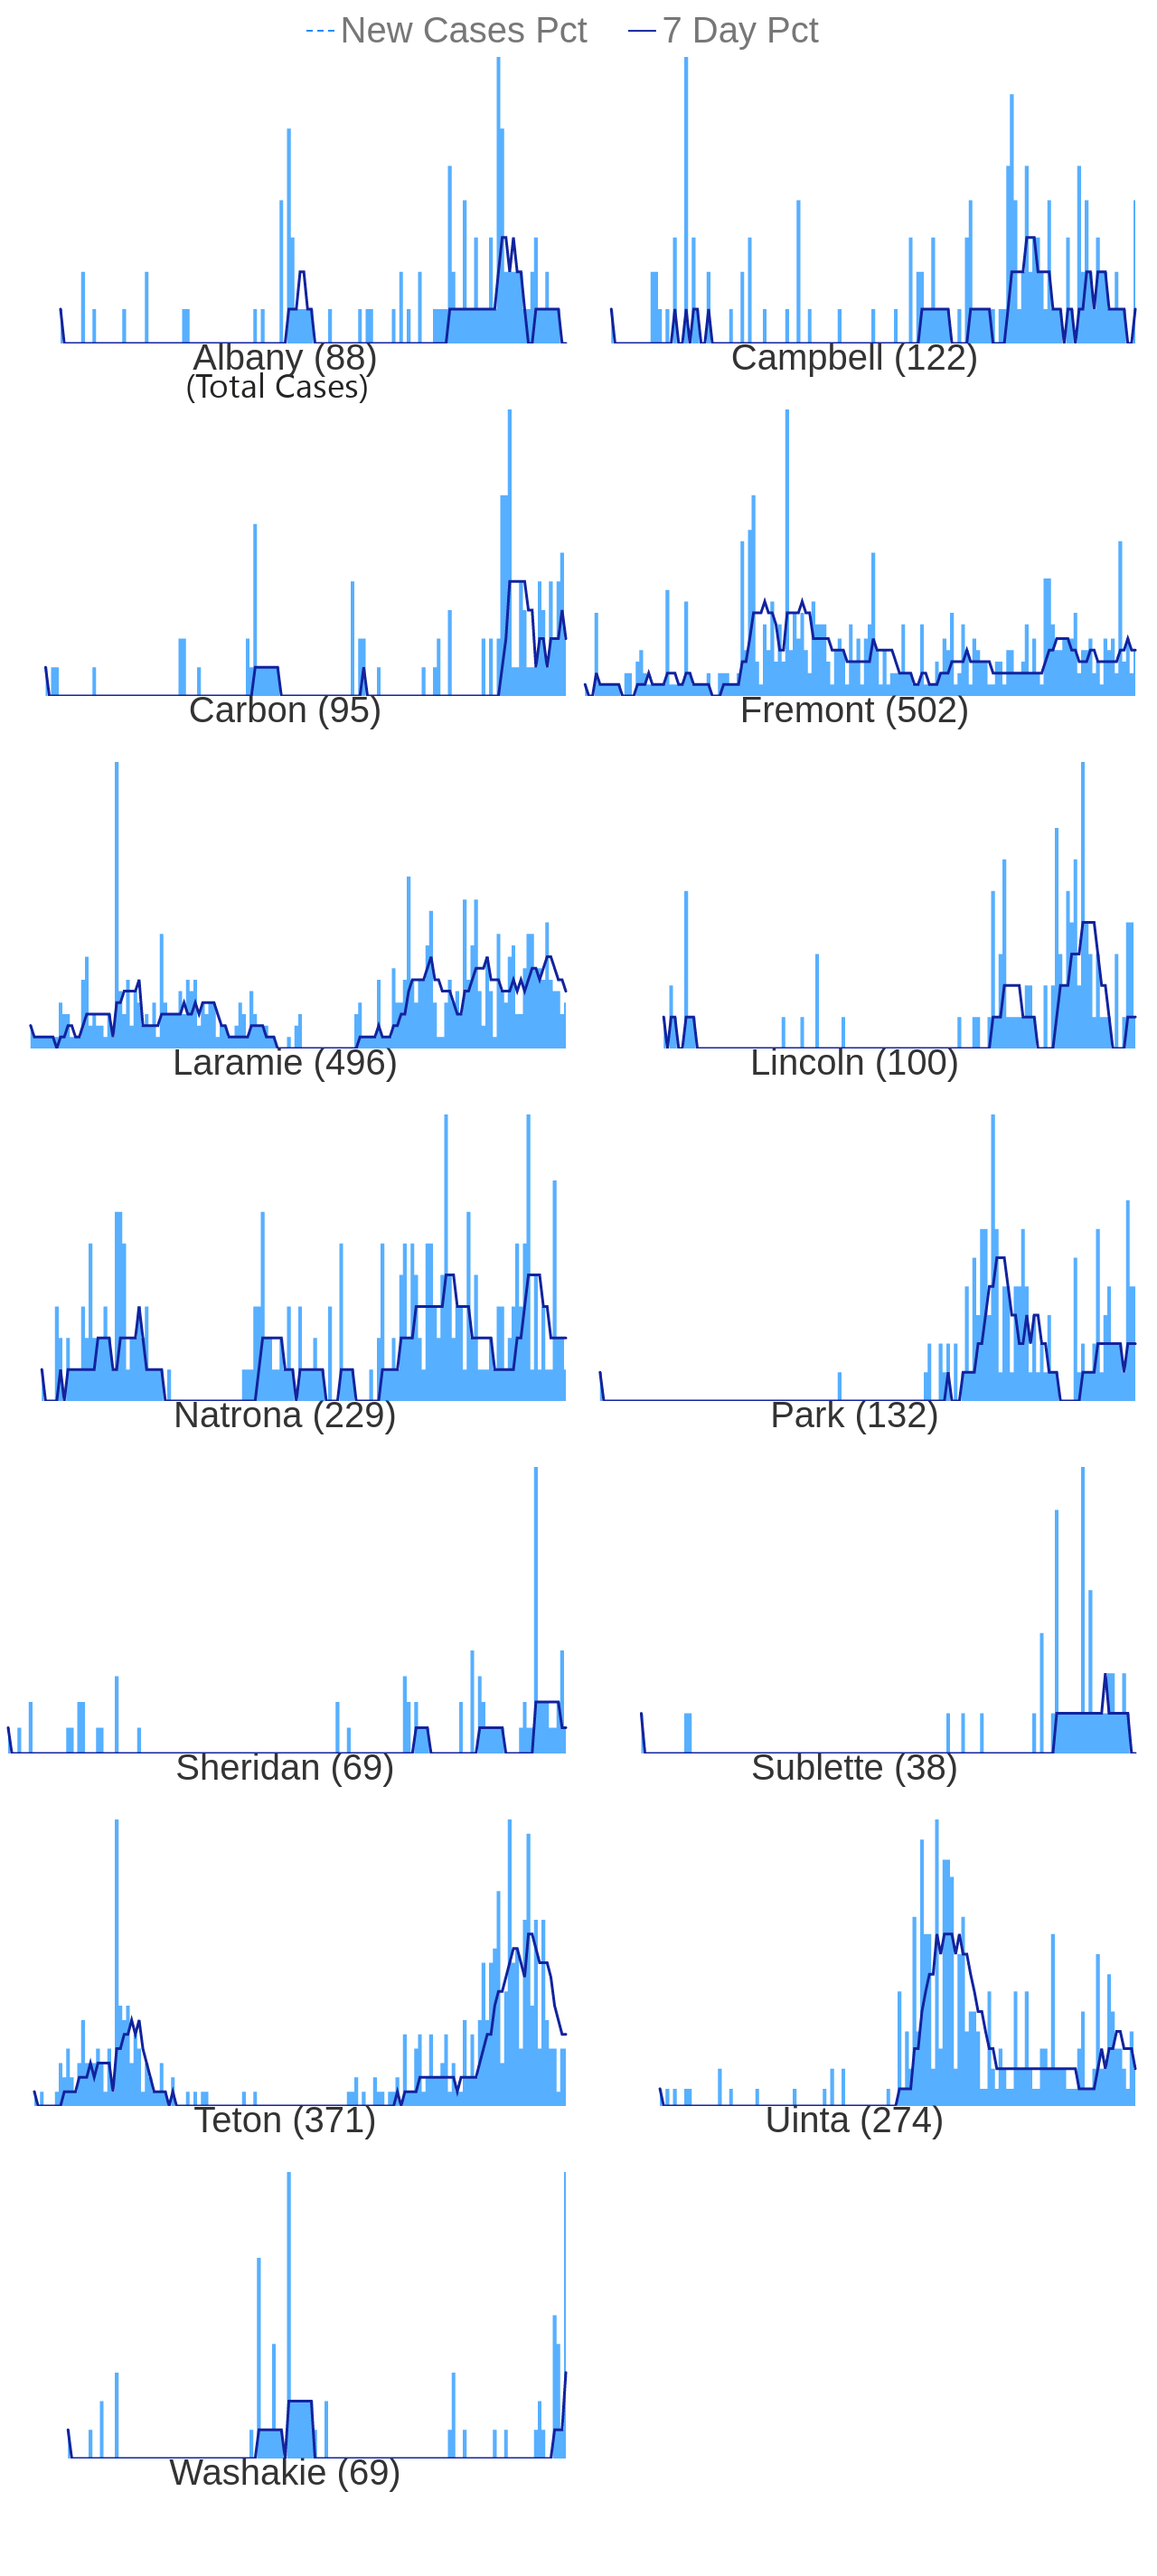 New Cases Pct 7 Day Pct
Albany (88) Campbell (122)
(Total Cases)
Carbon (95) Fremont (502)
Laramie (496) Lincoln (100)
Natrona (229) Park (132)
Sheridan (69) Sublette (38)
Teton (371) Uinta (274)
Washakie (69)